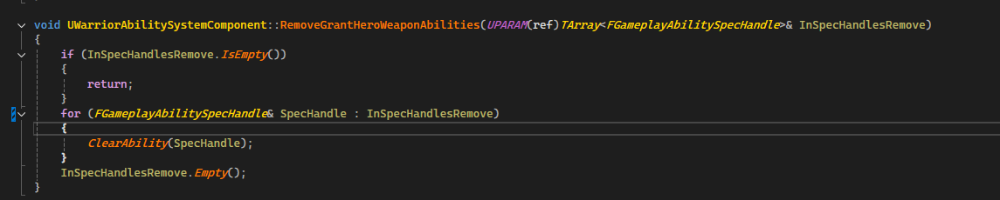 void UWarriorAbilitySystemComponent::RemoveGrantHeroWeaponAbilities(UPARAM(ref)TArray<FGameplayAbilitySpecHandle>& InSpecHandlesRemove)
{
if (InSpecHandlesRemove.IsEmpty())
{
return;
}
for (FGameplayAbilitySpecHandle& SpecHandle : InSpecHandlesRemove)
{
ClearAbility(SpecHandle);
}
InSpecHandlesRemove.Empty();
}